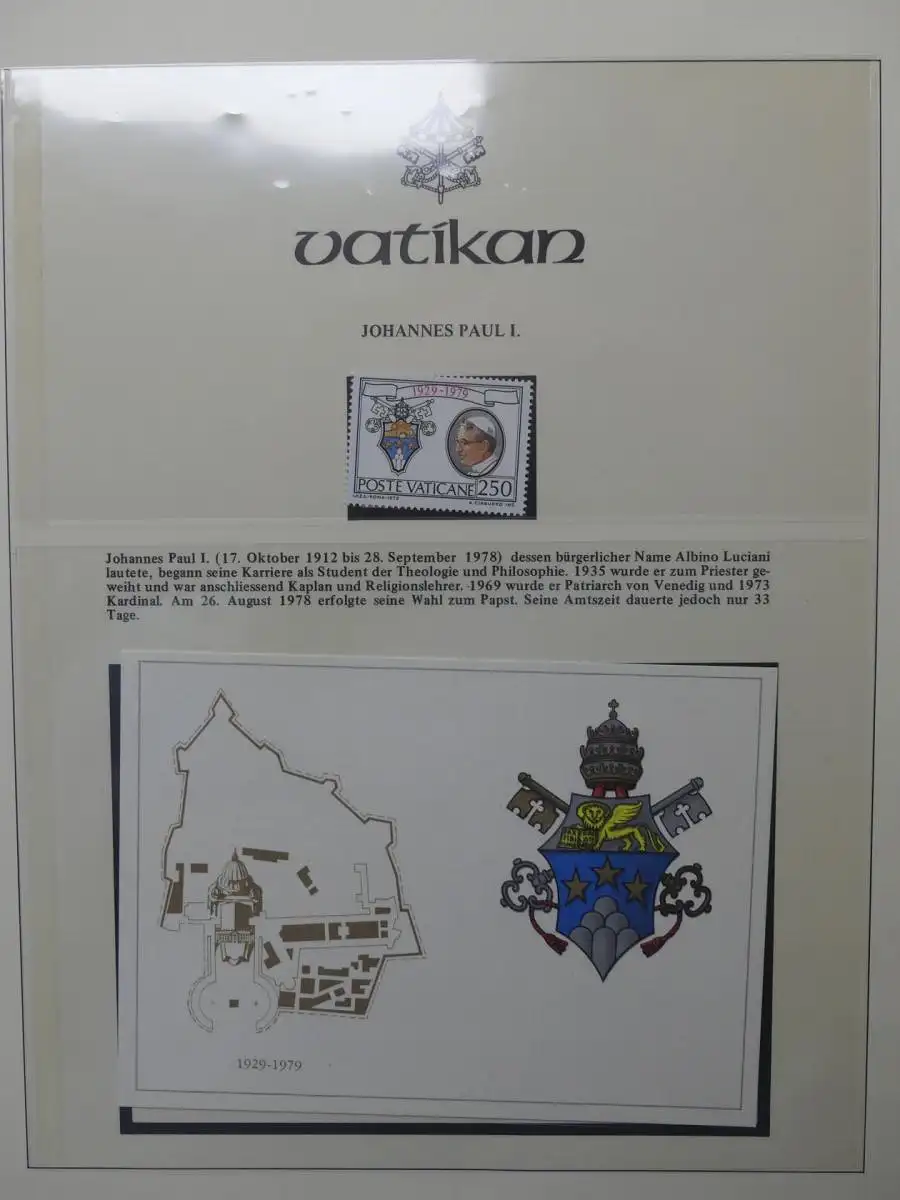 vatikan
JOHANNES PAUL I.
1929-1979
POSTE VATICANE 250
Johannes Paul I. (17. Oktober 1912 bis 28. September 1978) dessen bürgerlicher Name Albino Luciani
lautete, begann seine Karriere als Student der Theologie und Philosophie. 1935 wurde er zum Priester ge-
weiht und war anschliessend Kaplan und Religionslehrer. 1969 wurde er Patriarch von Venedig und 1973
Kardinal. Am 26. August 1978 erfolgte seine Wahl zum Papst. Seine Amtszeit dauerte jedoch nur 33
Tage.
1929-1979